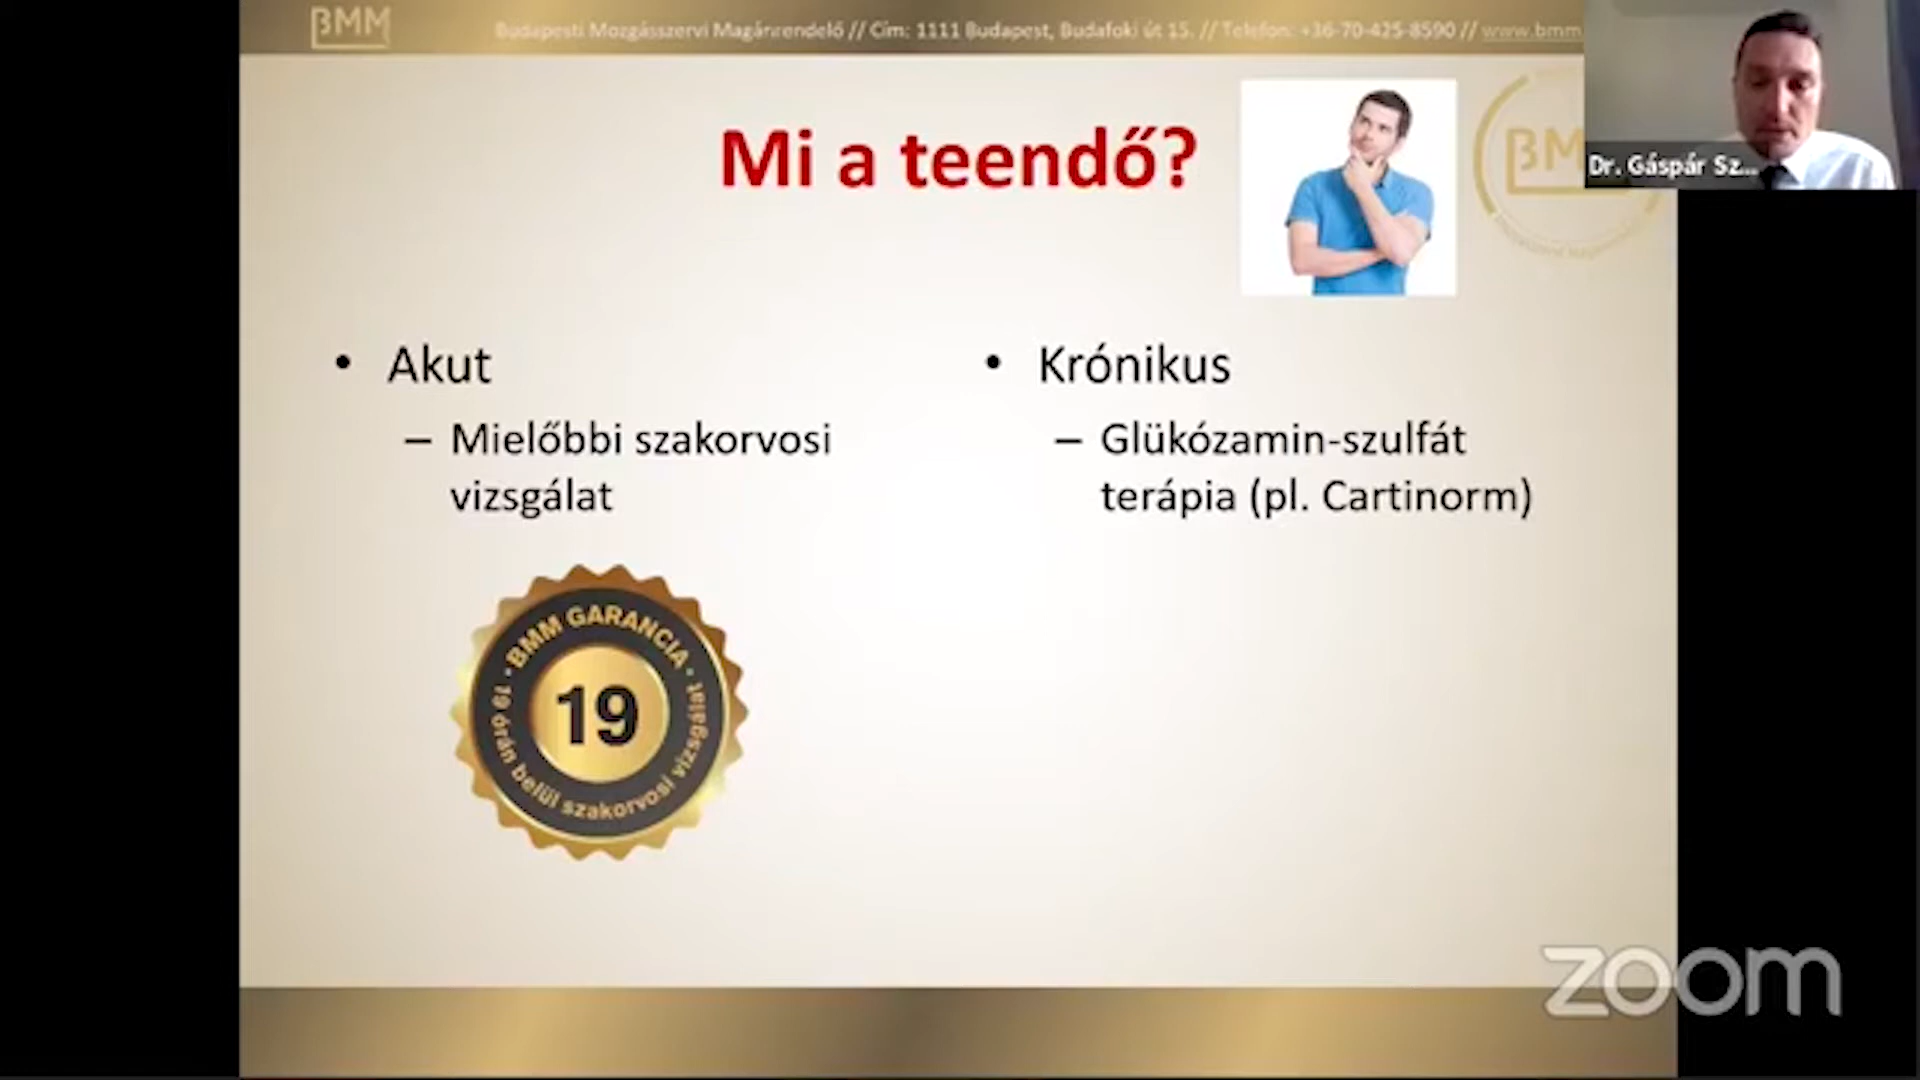 BMM
Budapesti Mozgásszervi Magánrendelő // Cím: 1111 Budapest, Budafoki út 15. // Telefon: +36-70-425-8590 // www.bmm
Mi a teendő?
BM
Dr. Gáspár Sz...
• Akut
– Mielőbbi szakorvosi
vizsgálat
• Krónikus
– Glükózamin-szulfát
terápia (pl. Cartinorm)
BMM GARANCIA
19
19 órán belül szakorvosi vizsgálat
zoom